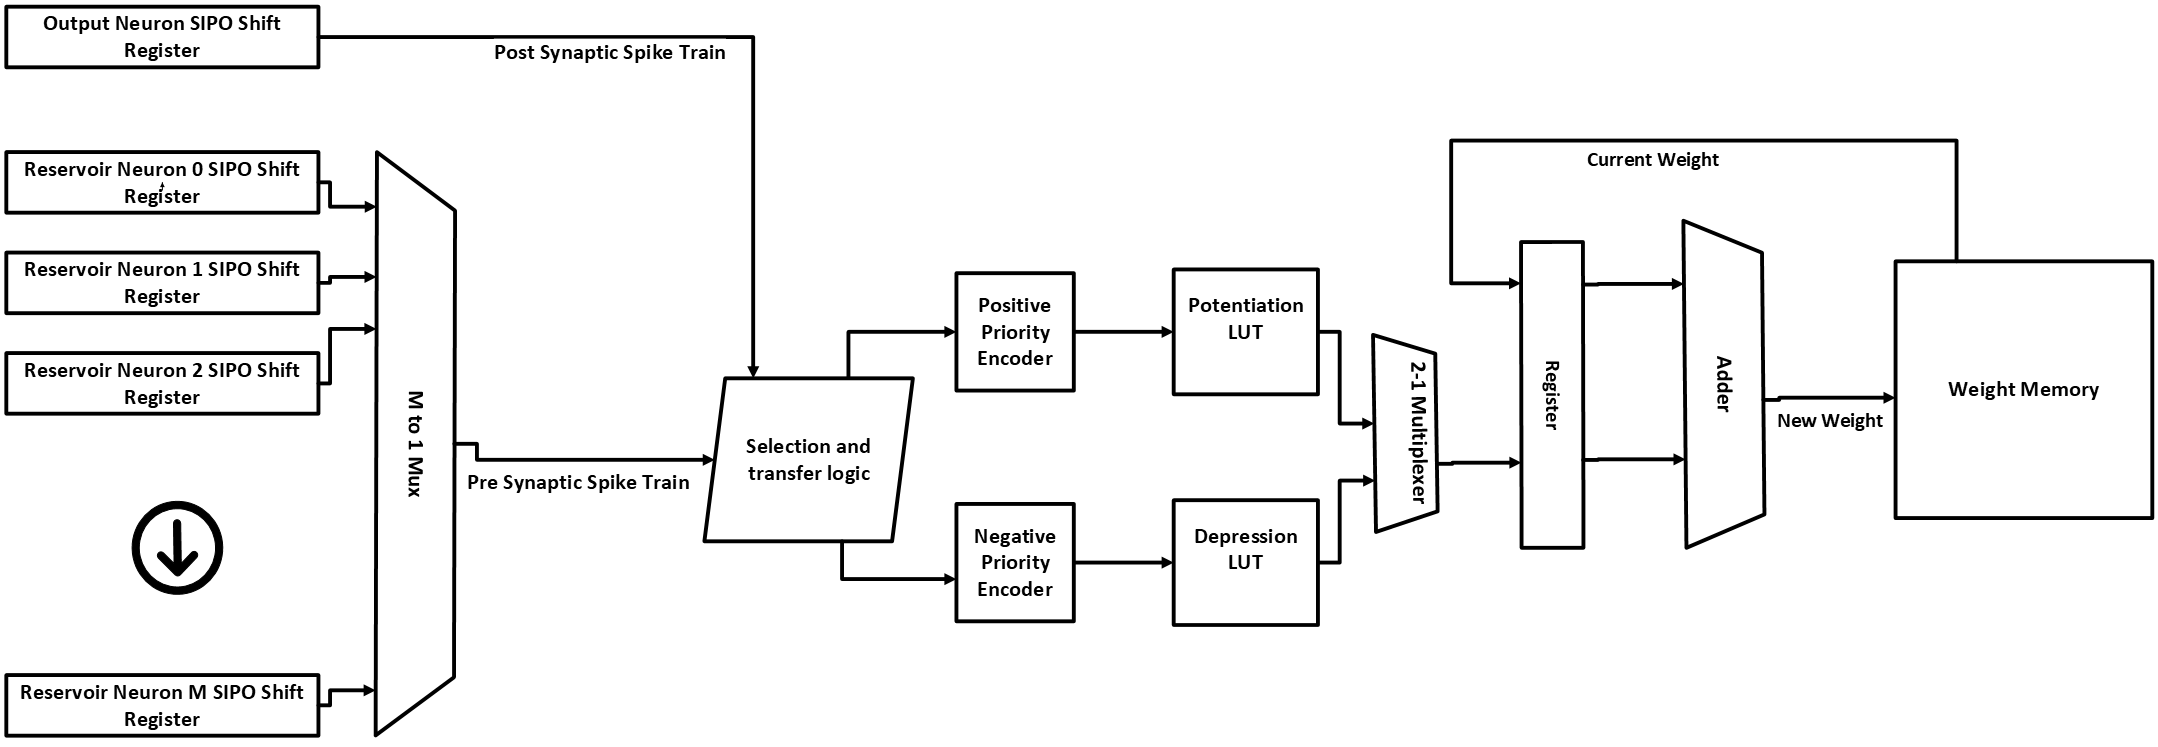 Output Neuron SIPO Shift
Register
Post Synaptic Spike Train
Reservoir Neuron 0 SIPO Shift
Register
Reservoir Neuron 1 SIPO Shift
Register
Reservoir Neuron 2 SIPO Shift
Register
Reservoir Neuron M SIPO Shift
Register
M to 1 Mux
Pre Synaptic Spike Train
Selection and
transfer logic
Positive
Priority
Encoder
Potentiation
LUT
Negative
Priority
Encoder
Depression
LUT
2-1 Multiplexer
Current Weight
Register
Adder
New Weight
Weight Memory